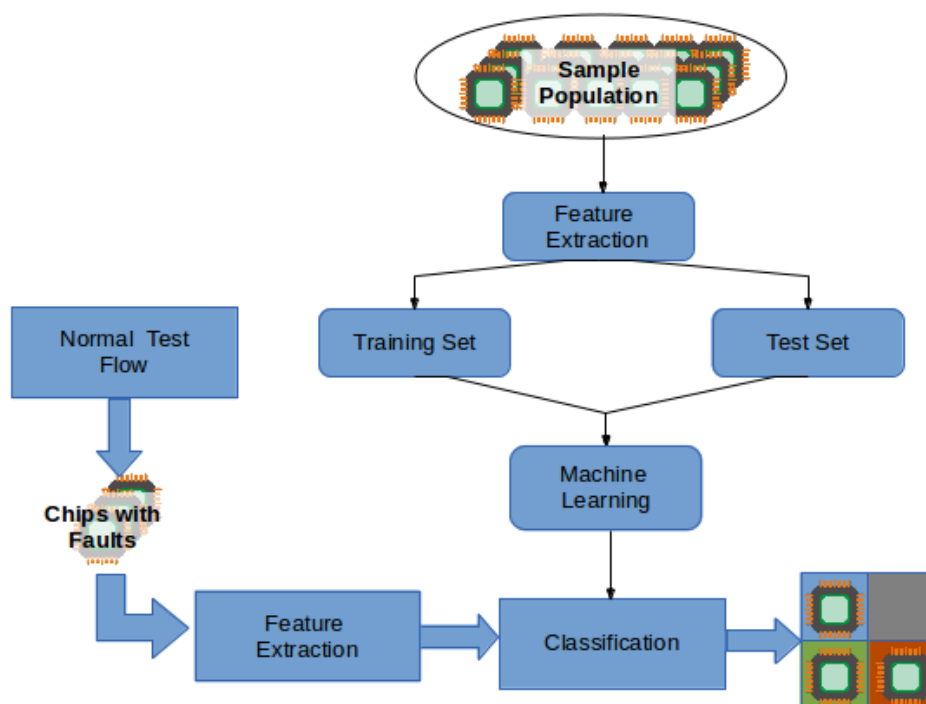 Sample
Population
Feature
Extraction
Training Set
Test Set
Normal Test
Flow
Machine
Learning
Chips with
Faults
Feature
Extraction
Classification